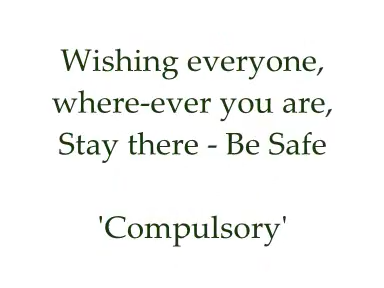 Wishing everyone,
where-ever you are,
Stay there - Be Safe
'Compulsory'